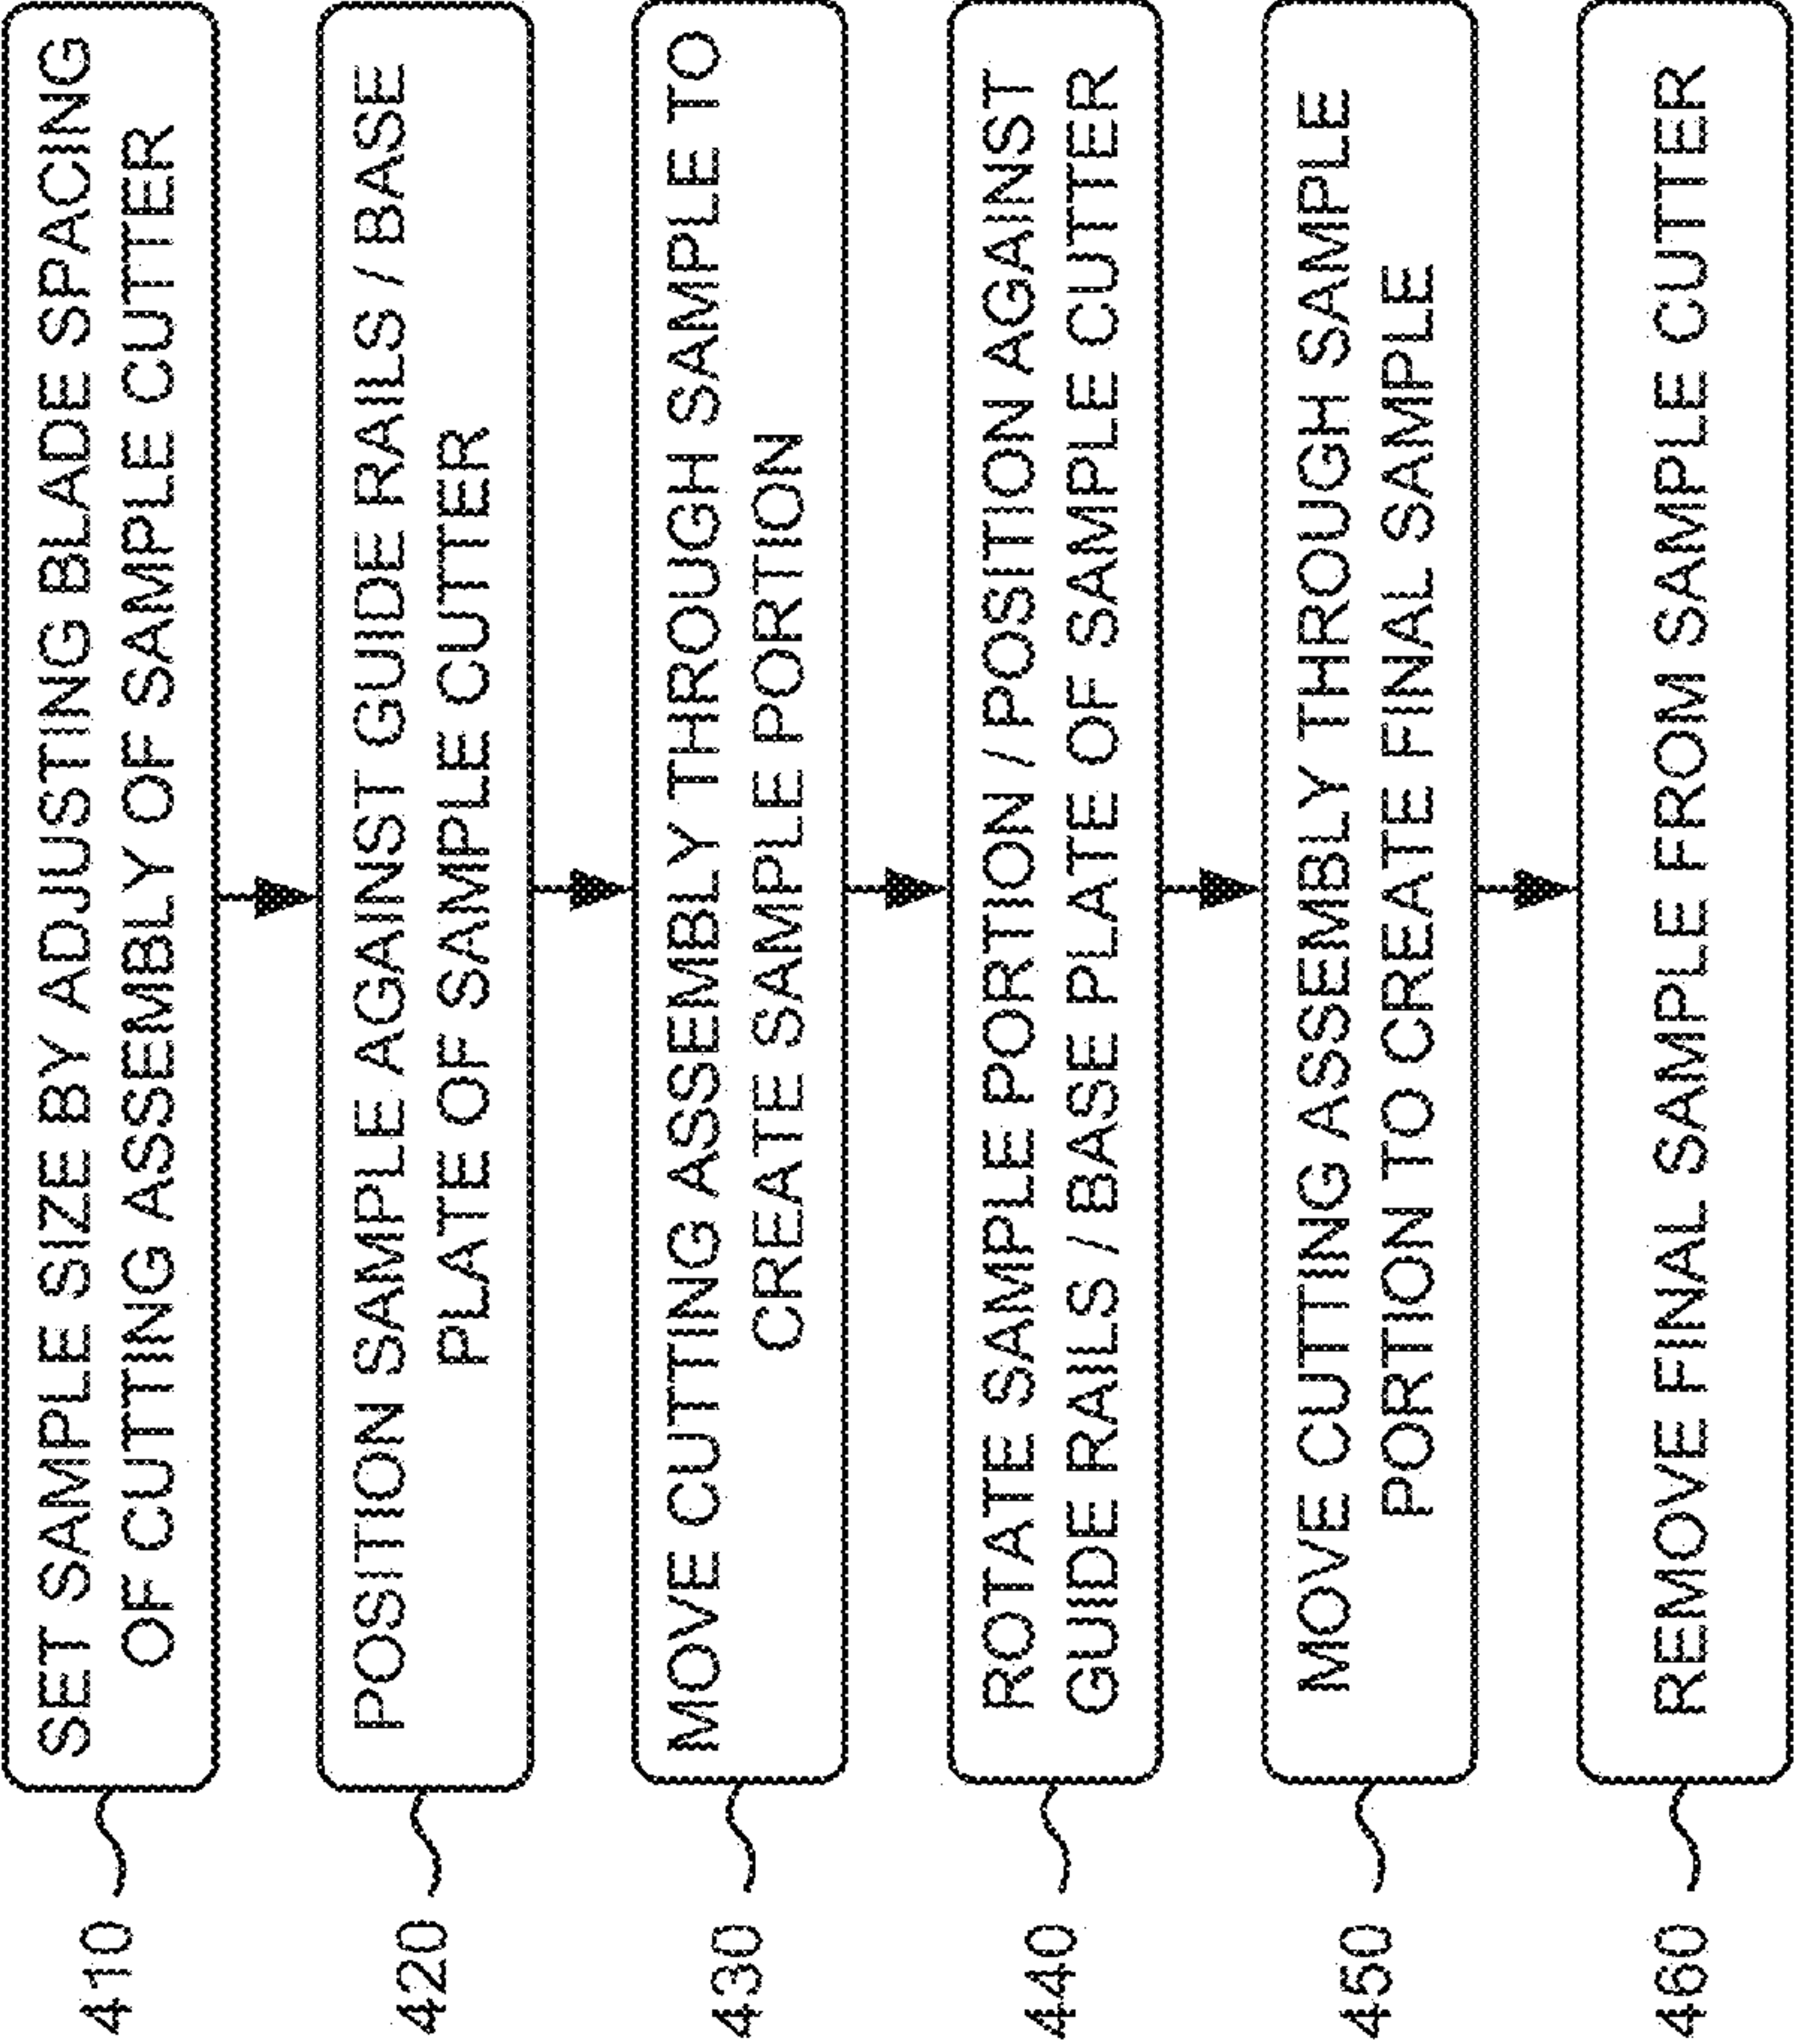 410
SET SAMPLE SIZE BY ADJUSTING BLADE SPACING
OF CUTTING ASSEMBLY OF SAMPLE CUTTER
420
POSITION SAMPLE AGAINST GUIDE RAILS / BASE
PLATE OF SAMPLE CUTTER
430
MOVE CUTTING ASSEMBLY THROUGH SAMPLE TO
CREATE SAMPLE PORTION
440
ROTATE SAMPLE PORTION / POSITION AGAINST
GUIDE RAILS / BASE PLATE OF SAMPLE CUTTER
450
MOVE CUTTING ASSEMBLY THROUGH SAMPLE
PORTION TO CREATE FINAL SAMPLE
460
REMOVE FINAL SAMPLE FROM SAMPLE CUTTER